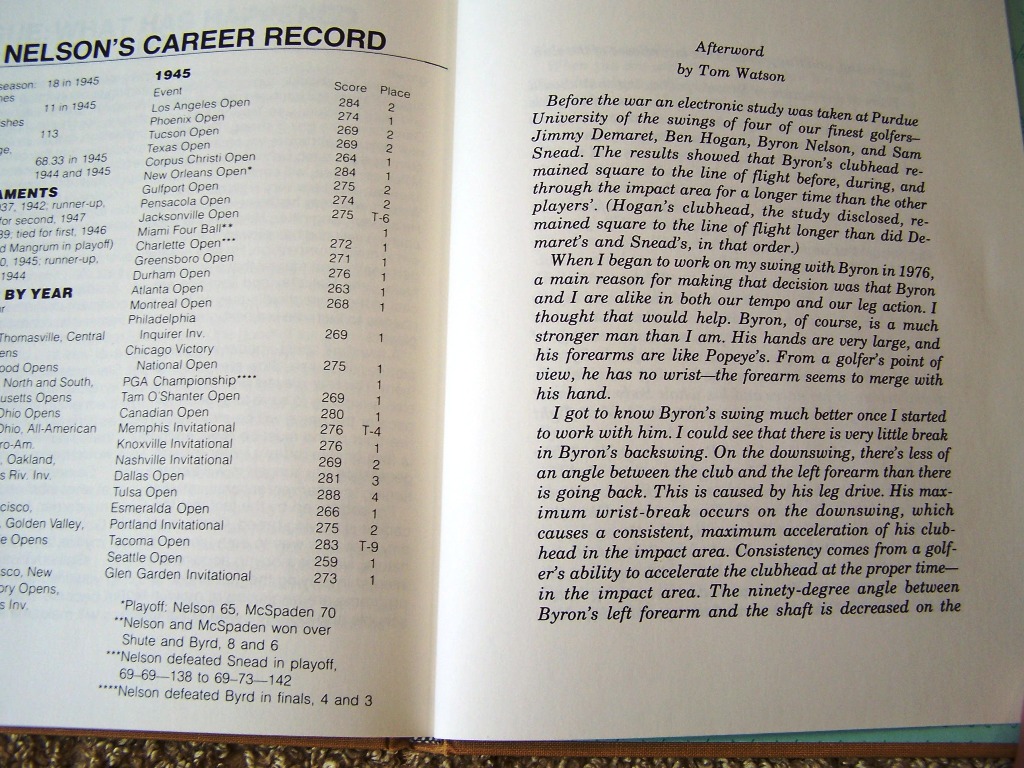 NELSON'S CAREER RECORD
season: 18 in 1945
nes
11 in 1945
shes
113
ge.
68.33 in 1945
1944 and 1945
AMENTS
937, 1942; runner-up,
for second, 1947
39; tied for first, 1946
d Mangrum in playoff)
0, 1945; runner-up,
1944
BY YEAR
Thomasville, Central
ens
ood Opens
North and South,
usetts Opens
Ohio Opens
Ohio, All-American
ro-Am.
, Oakland,
s Riv. Inv.
cisco,
, Golden Valley,
e Opens
sco, New
ory Opens,
s Inv.
1945
Event Score Place
Los Angeles Open 284 2
Phoenix Open 274 1
Tucson Open 269 2
Texas Open 269 2
Corpus Christi Open 264 1
New Orleans Open* 284 1
Gulfport Open 275 2
Pensacola Open 274 2
Jacksonville Open 275 T-6
Miami Four Ball** 1
Charlette Open*** 272 1
Greensboro Open 271 1
Durham Open 276 1
Atlanta Open 263 1
Montreal Open 268 1
Philadelphia
Inquirer Inv. 269 1
Chicago Victory
National Open 275 1
PGA Championship**** 1
Tam O'Shanter Open 269 1
Canadian Open 280 1
Memphis Invitational 276 T-4
Knoxville Invitational 276 1
Nashville Invitational 269 2
Dallas Open 281 3
Tulsa Open 288 4
Esmeralda Open 266 1
Portland Invitational 275 2
Tacoma Open 283 T-9
Seattle Open 259 1
Glen Garden Invitational 273 1
*Playoff: Nelson 65, McSpaden 70
**Nelson and McSpaden won over
Shute and Byrd, 8 and 6
***Nelson defeated Snead in playoff,
69–69—138 to 69–73—142
****Nelson defeated Byrd in finals, 4 and 3
Afterword
by Tom Watson
Before the war an electronic study was taken at Purdue
University of the swings of four of our finest golfers—
Jimmy Demaret, Ben Hogan, Byron Nelson, and Sam
Snead. The results showed that Byron's clubhead re-
mained square to the line of flight before, during, and
through the impact area for a longer time than the other
players'. (Hogan's clubhead, the study disclosed, re-
mained square to the line of flight longer than did De-
maret's and Snead's, in that order.)
When I began to work on my swing with Byron in 1976,
a main reason for making that decision was that Byron
and I are alike in both our tempo and our leg action. I
thought that would help. Byron, of course, is a much
stronger man than I am. His hands are very large, and
his forearms are like Popeye's. From a golfer's point of
view, he has no wrist—the forearm seems to merge with
his hand.
I got to know Byron's swing much better once I started
to work with him. I could see that there is very little break
in Byron's backswing. On the downswing, there's less of
an angle between the club and the left forearm than there
is going back. This is caused by his leg drive. His max-
imum wrist-break occurs on the downswing, which
causes a consistent, maximum acceleration of his club-
head in the impact area. Consistency comes from a golf-
er's ability to accelerate the clubhead at the proper time—
in the impact area. The ninety-degree angle between
Byron's left forearm and the shaft is decreased on the